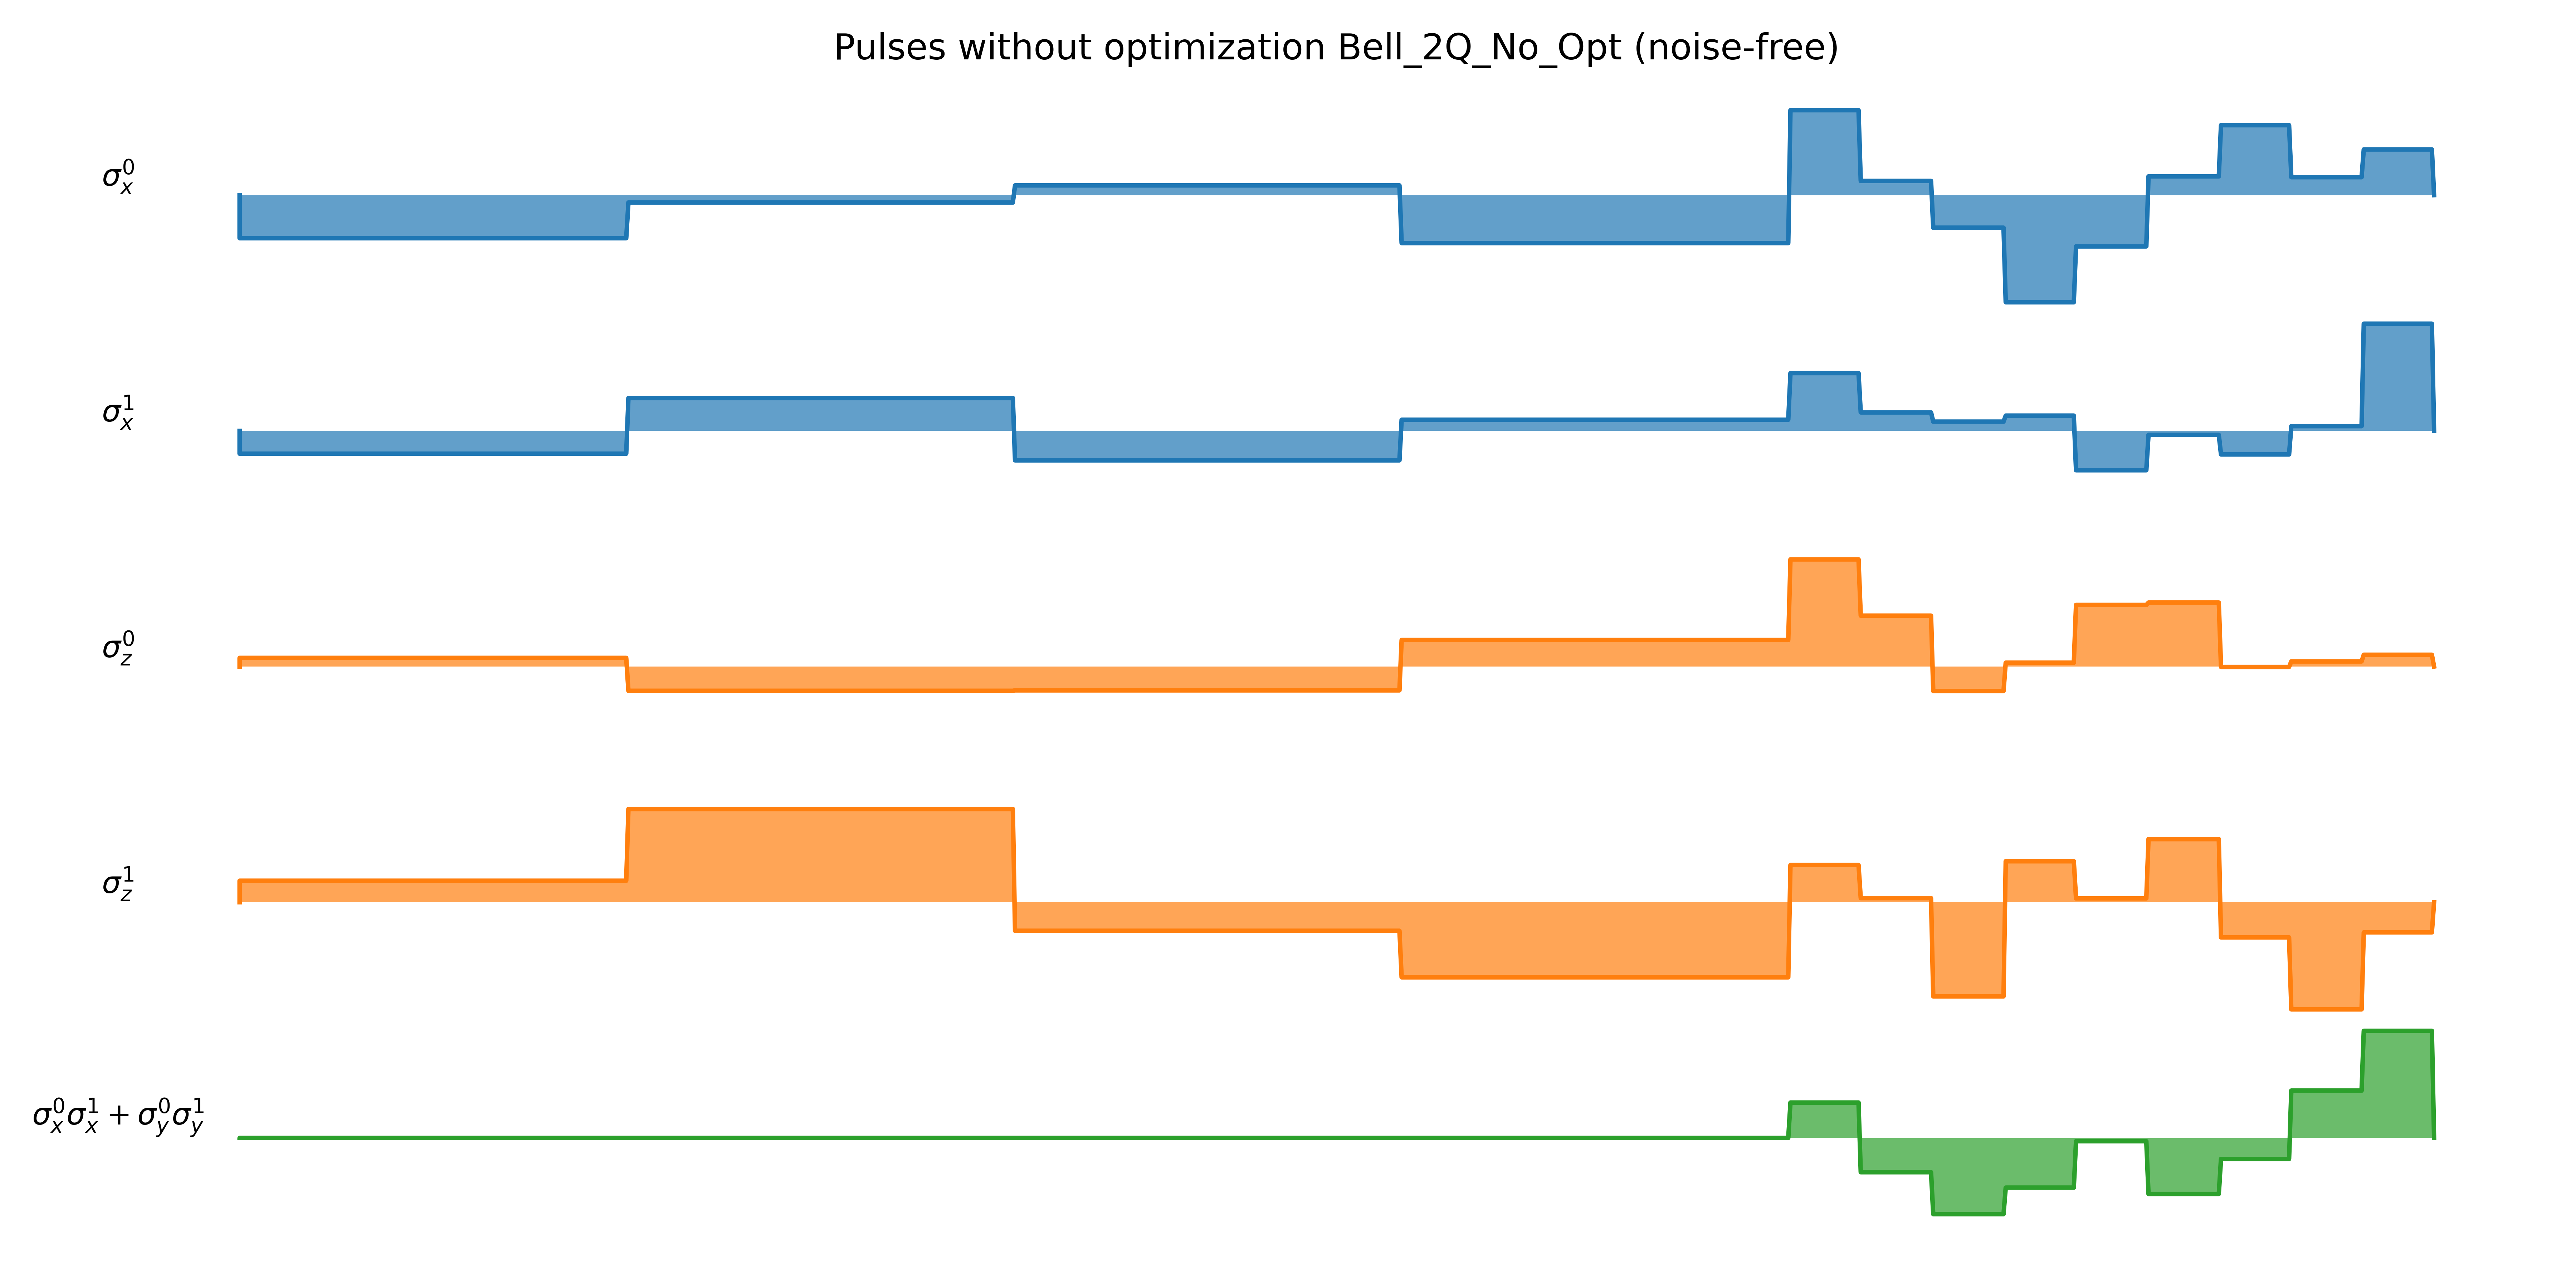 Pulses without optimization Bell_2Q_No_Opt (noise-free)
σ_x^0
σ_x^1
σ_z^0
σ_z^1
σ_x^0σ_x^1 + σ_y^0σ_y^1